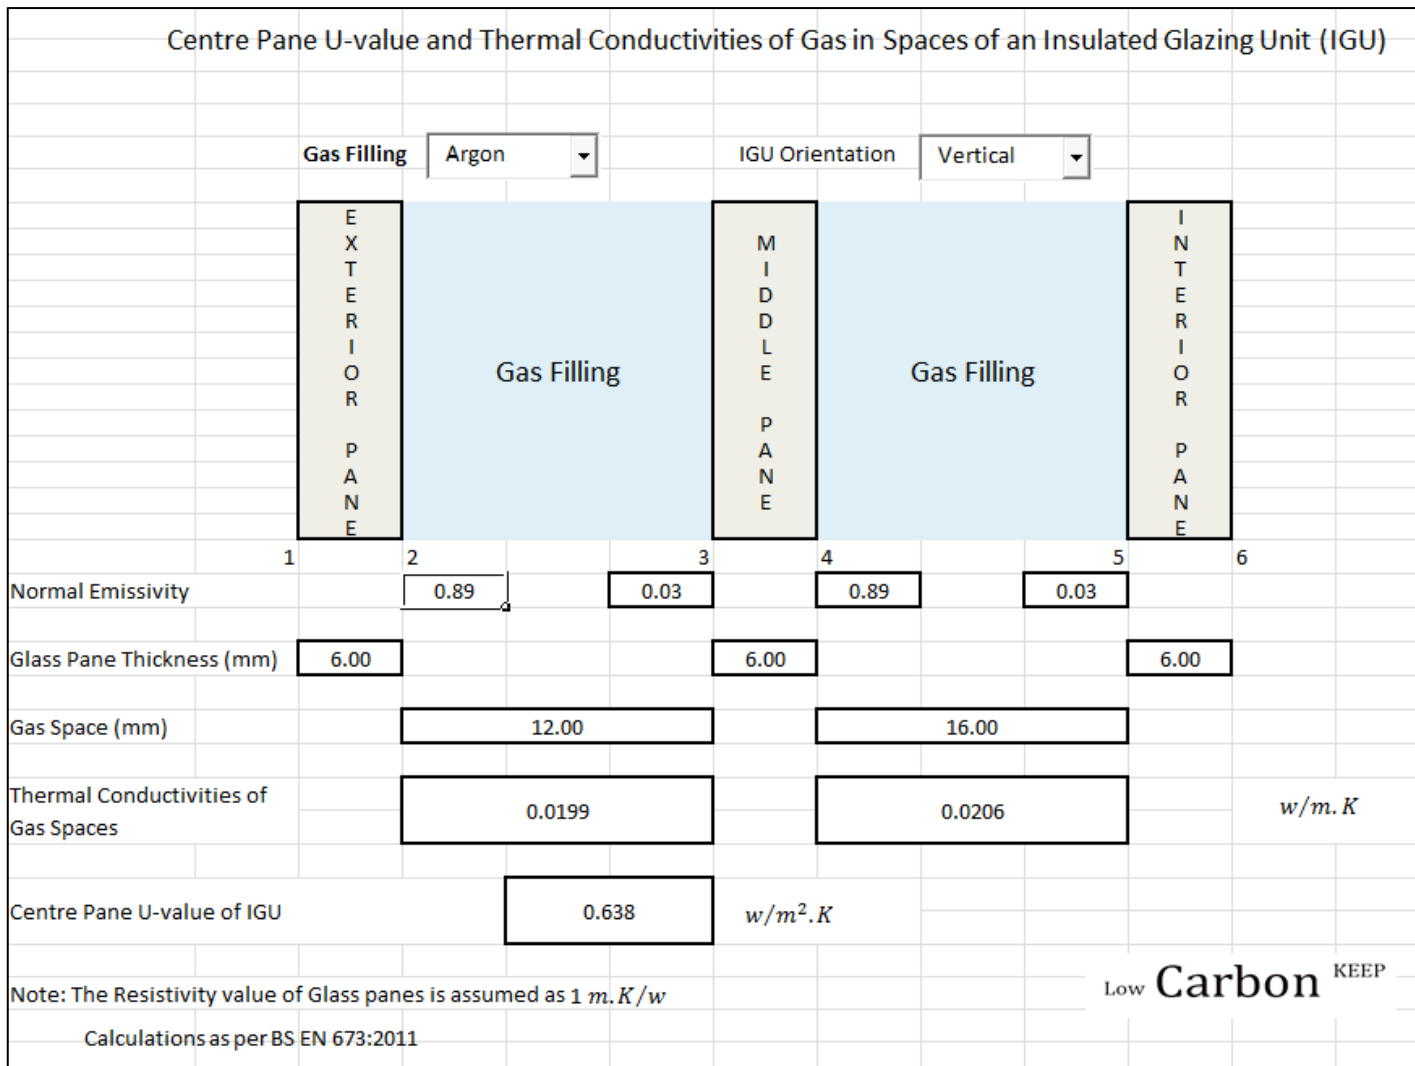 Centre Pane U-value and Thermal Conductivities of Gas in Spaces of an Insulated Glazing Unit (IGU)
Gas Filling Argon IGU Orientation Vertical
EXTERIOR PANE
Gas Filling
MIDDLE PANE
Gas Filling
INTERIOR PANE
1 2 3 4 5 6
Normal Emissivity 0.89 0.03 0.89 0.03
Glass Pane Thickness (mm) 6.00 6.00 6.00
Gas Space (mm) 12.00 16.00
Thermal Conductivities of
Gas Spaces 0.0199 0.0206 w/m.K
Centre Pane U-value of IGU 0.638 w/m².K
Note: The Resistivity value of Glass panes is assumed as 1 m.K/w
Low Carbon KEEP
Calculations as per BS EN 673:2011